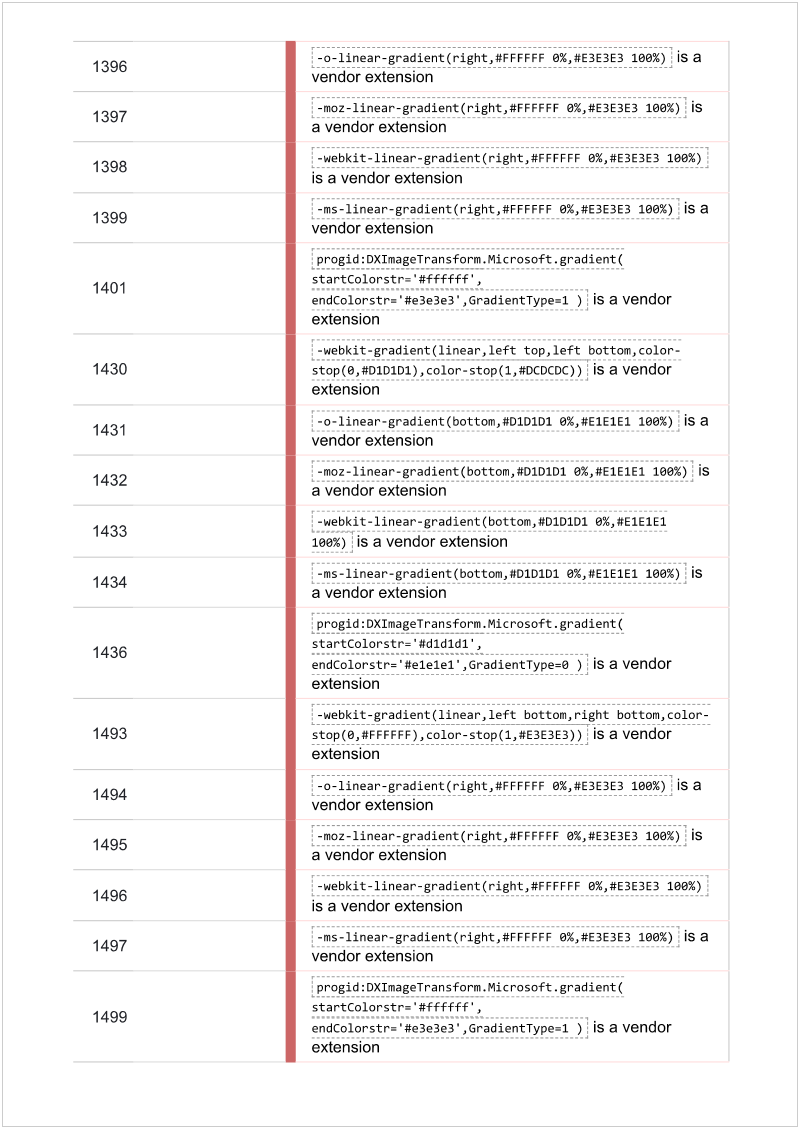 1396
-o-linear-gradient(right,#FFFFFF 0%,#E3E3E3 100%) is a
vendor extension
1397
-moz-linear-gradient(right,#FFFFFF 0%,#E3E3E3 100%) is
a vendor extension
1398
-webkit-linear-gradient(right,#FFFFFF 0%,#E3E3E3 100%)
is a vendor extension
1399
-ms-linear-gradient(right,#FFFFFF 0%,#E3E3E3 100%) is a
vendor extension
1401
progid:DXImageTransform.Microsoft.gradient(
startColorstr='#ffffff',
endColorstr='#e3e3e3',GradientType=1 ) is a vendor
extension
1430
-webkit-gradient(linear,left top,left bottom,color-
stop(0,#D1D1D1),color-stop(1,#DCDCDC)) is a vendor
extension
1431
-o-linear-gradient(bottom,#D1D1D1 0%,#E1E1E1 100%) is a
vendor extension
1432
-moz-linear-gradient(bottom,#D1D1D1 0%,#E1E1E1 100%) is
a vendor extension
1433
-webkit-linear-gradient(bottom,#D1D1D1 0%,#E1E1E1
100%) is a vendor extension
1434
-ms-linear-gradient(bottom,#D1D1D1 0%,#E1E1E1 100%) is
a vendor extension
1436
progid:DXImageTransform.Microsoft.gradient(
startColorstr='#d1d1d1',
endColorstr='#e1e1e1',GradientType=0 ) is a vendor
extension
1493
-webkit-gradient(linear,left bottom,right bottom,color-
stop(0,#FFFFFF),color-stop(1,#E3E3E3)) is a vendor
extension
1494
-o-linear-gradient(right,#FFFFFF 0%,#E3E3E3 100%) is a
vendor extension
1495
-moz-linear-gradient(right,#FFFFFF 0%,#E3E3E3 100%) is
a vendor extension
1496
-webkit-linear-gradient(right,#FFFFFF 0%,#E3E3E3 100%)
is a vendor extension
1497
-ms-linear-gradient(right,#FFFFFF 0%,#E3E3E3 100%) is a
vendor extension
1499
progid:DXImageTransform.Microsoft.gradient(
startColorstr='#ffffff',
endColorstr='#e3e3e3',GradientType=1 ) is a vendor
extension